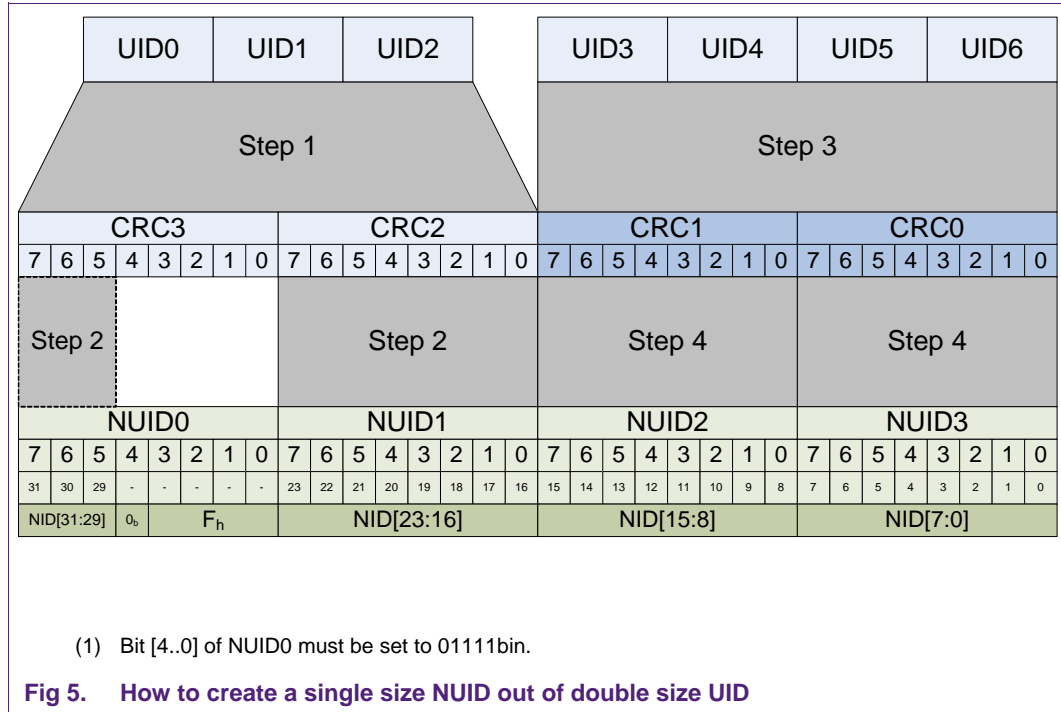 UID0 UID1 UID2 UID3 UID4 UID5 UID6
Step 1 Step 3
CRC3 CRC2 CRC1 CRC0
7 6 5 4 3 2 1 0 7 6 5 4 3 2 1 0 7 6 5 4 3 2 1 0 7 6 5 4 3 2 1 0
Step 2 Step 2 Step 4 Step 4
NUID0 NUID1 NUID2 NUID3
7 6 5 4 3 2 1 0 7 6 5 4 3 2 1 0 7 6 5 4 3 2 1 0 7 6 5 4 3 2 1 0
31 30 29 - - - - - 23 22 21 20 19 18 17 16 15 14 13 12 11 10 9 8 7 6 5 4 3 2 1 0
NID[31:29] 0b Fh NID[23:16] NID[15:8] NID[7:0]
(1) Bit [4..0] of NUID0 must be set to 01111bin.
Fig 5. How to create a single size NUID out of double size UID